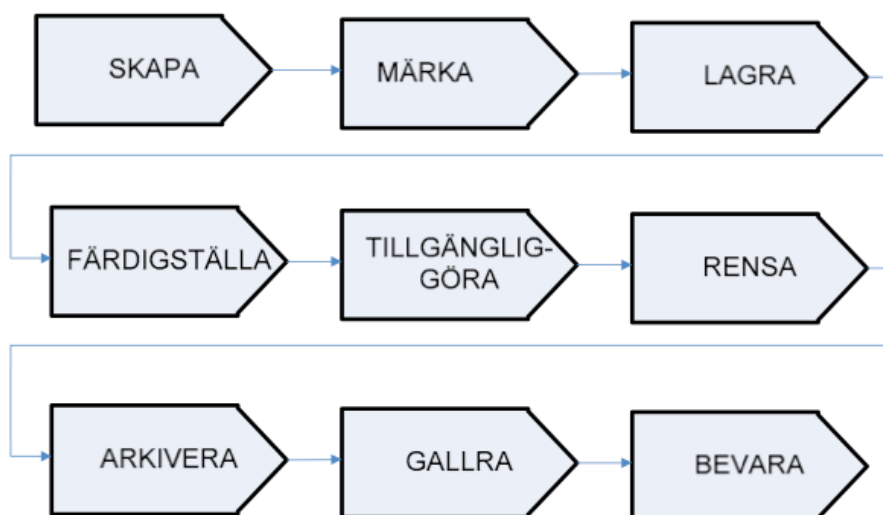 SKAPA
MÄRKA
LAGRA
FÄRDIGSTÄLLA
TILLGÄNGLIG-
GÖRA
RENSA
ARKIVERA
GALLRA
BEVARA